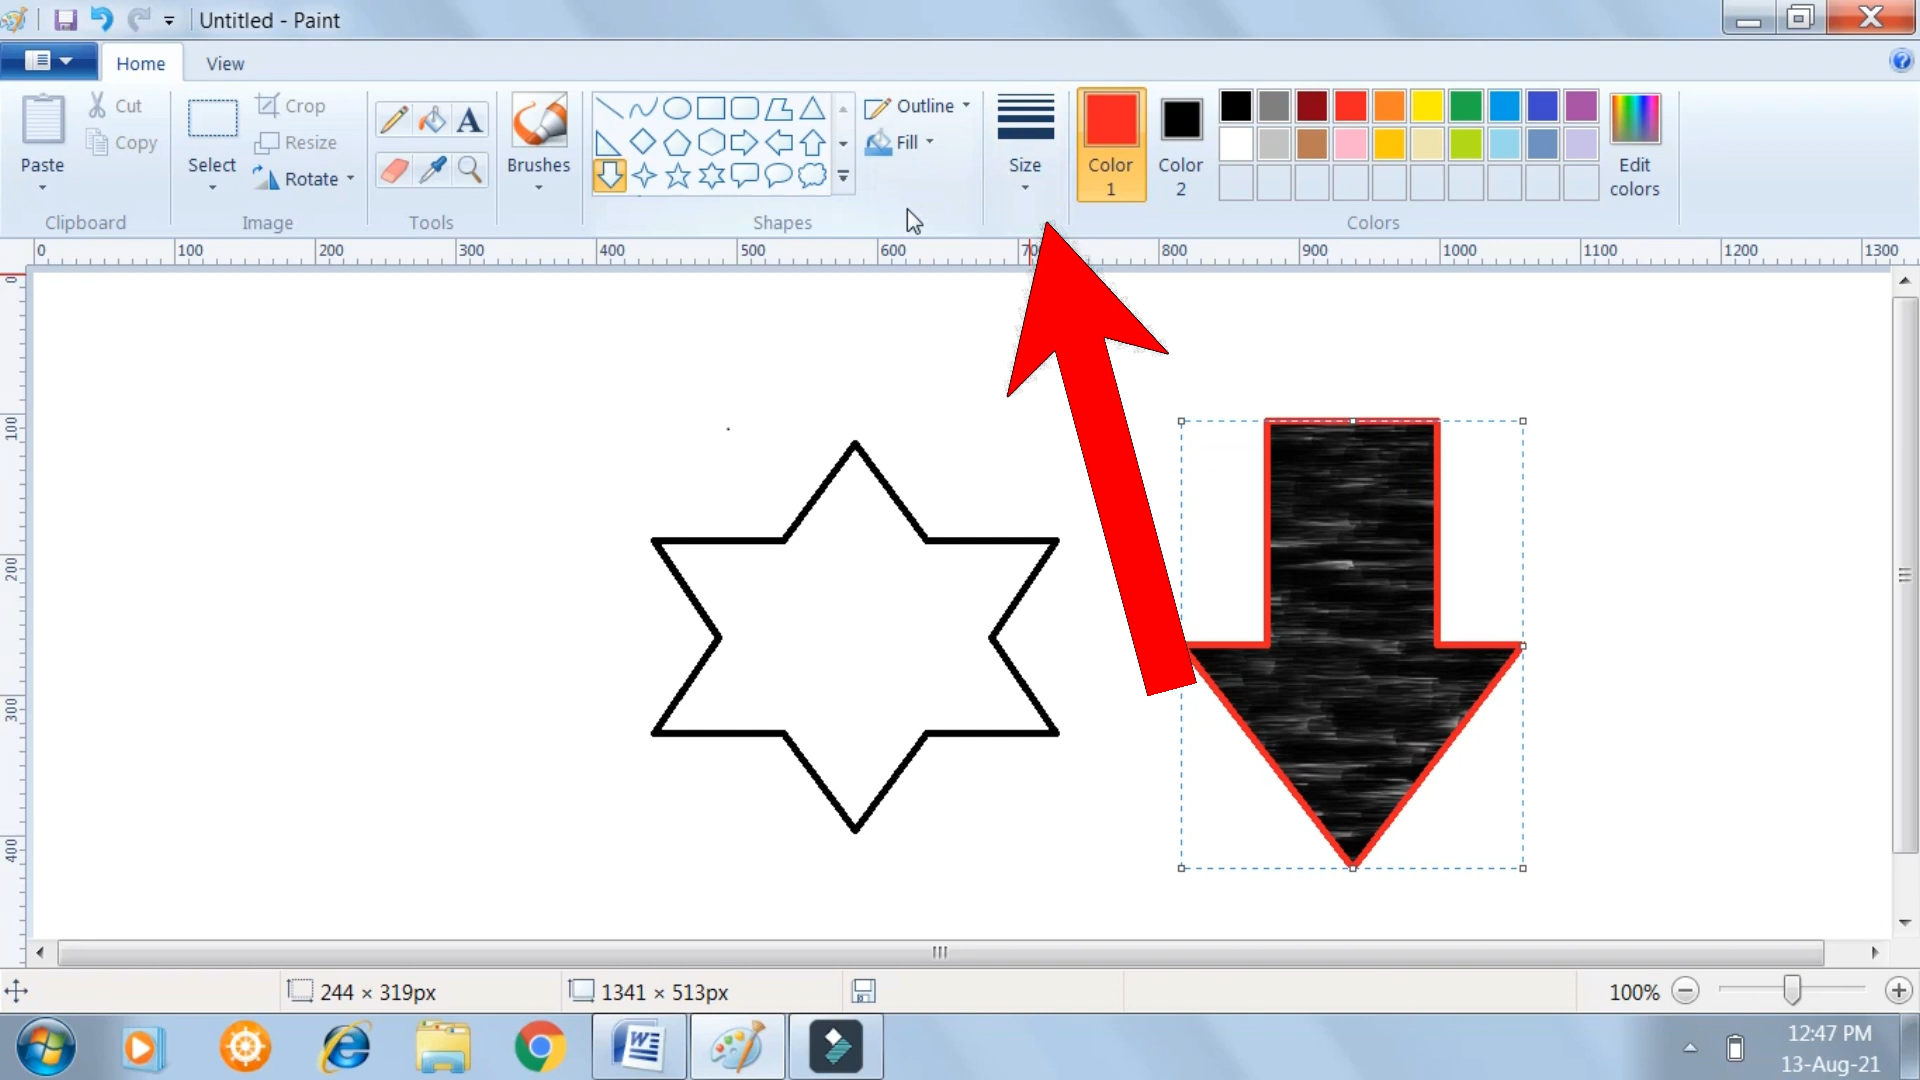 Untitled - Paint
Home View
Paste
Cut
Copy
Clipboard
Select
Crop
Resize
Rotate
Image
A
Tools
Brushes
Outline
Fill
Shapes
Size
Color 1
Color 2
Edit colors
Colors
0 100 200 300 400 500 600 700 800 900 1000 1100 1200 1300
0
100
200
300
400
244 × 319px
1341 × 513px
100%
W
12:47 PM
13-Aug-21